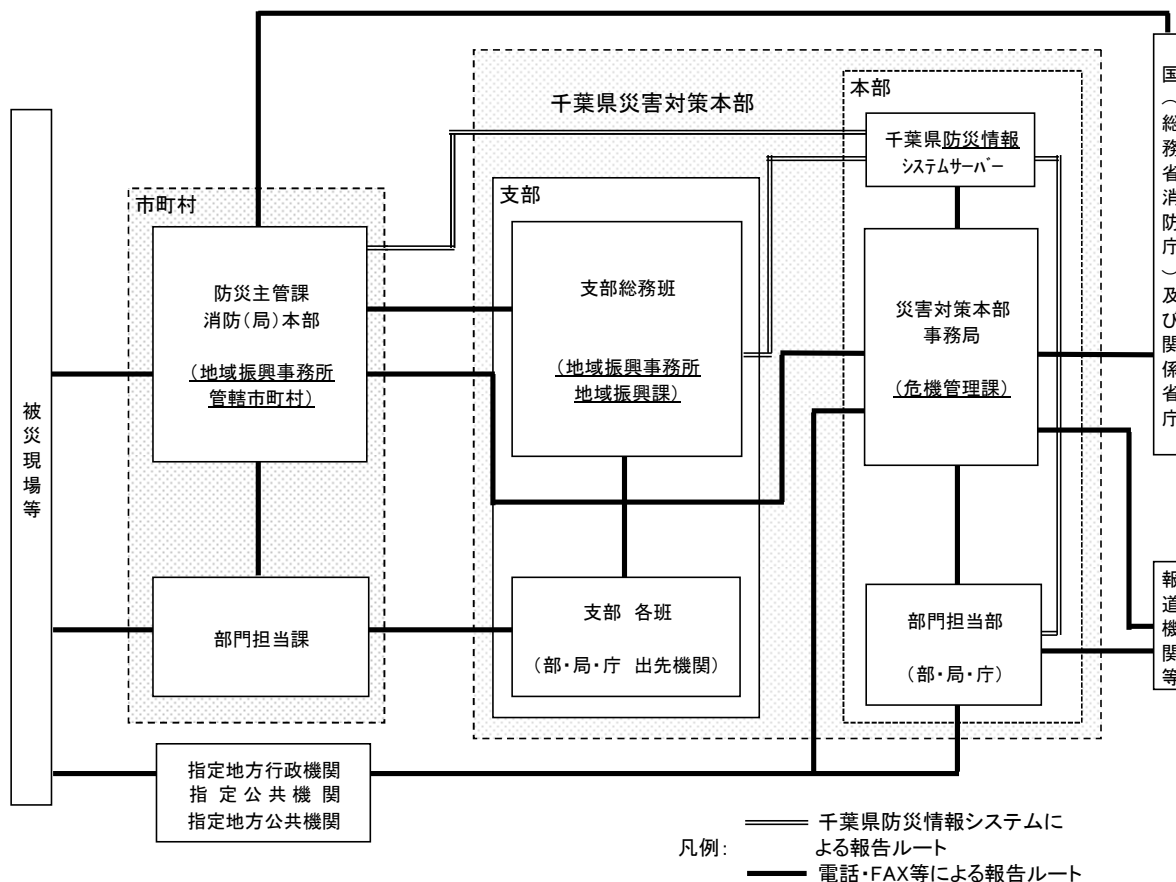 千葉県災害対策本部
本部
千葉県防災情報
システムサーバー
国（総務省消防庁）及び関係省庁
市町村
支部
防災主管課
消防（局）本部
（地域振興事務所
管轄市町村）
支部総務班
（地域振興事務所
地域振興課）
災害対策本部
事務局
（危機管理課）
被災現場等
部門担当課
支部 各班
（部・局・庁 出先機関）
部門担当部
（部・局・庁）
報道機関等
指定地方行政機関
指定公共機関
指定地方公共機関
凡例：
千葉県防災情報システムに
よる報告ルート
電話・FAX等による報告ルート